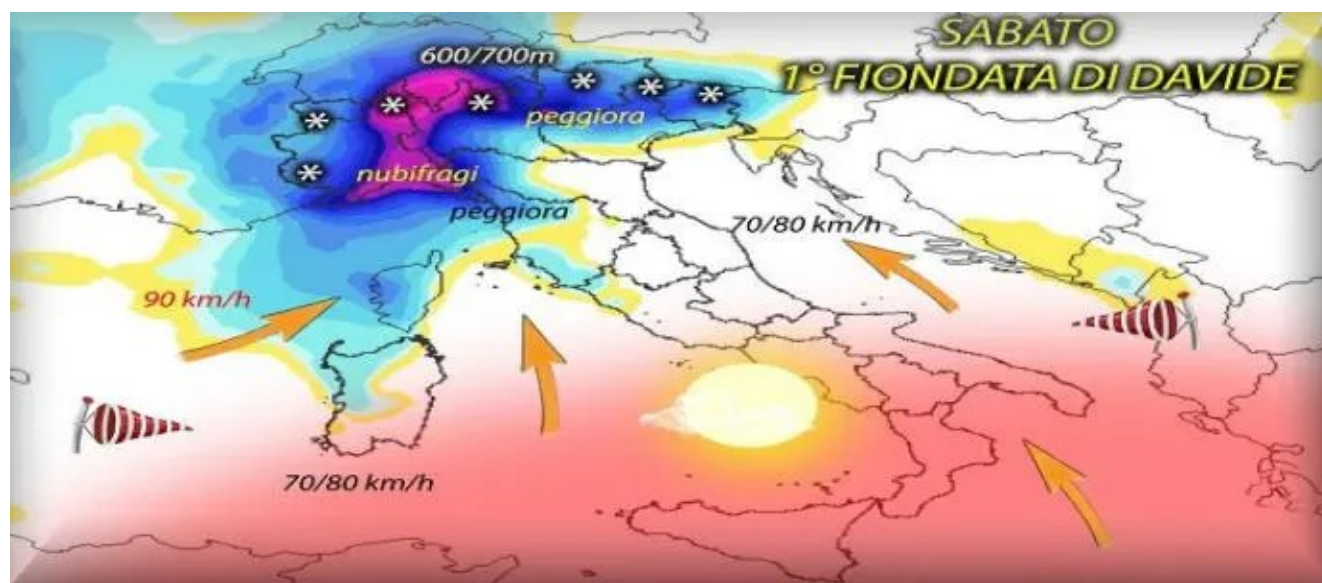 SABATO
1° FIONDATA DI DAVIDE
600/700m
peggiora
nubifragi
peggiora
70/80 km/h
90 km/h
70/80 km/h